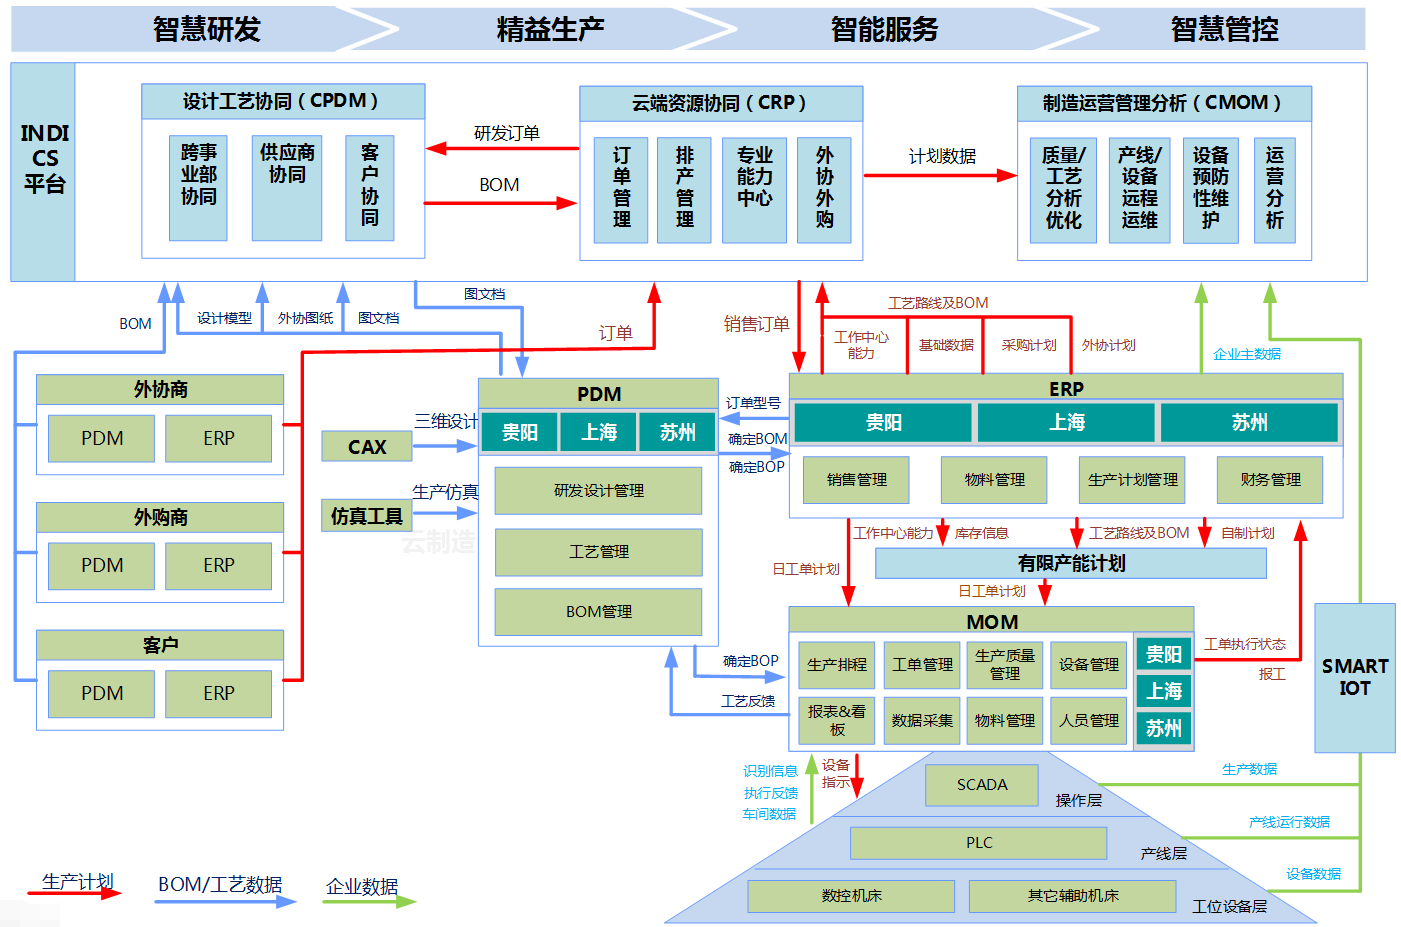 智慧研发
精益生产
智能服务
智慧管控
INDI
CS
平台
设计工艺协同（CPDM）
跨事
业部
协同
供应商
协同
客
户
协
同
研发订单
BOM
云端资源协同（CRP）
订
单
管
理
排
产
管
理
专业
能力
中心
外
协
外
购
计划数据
制造运营管理分析（CMOM）
质量/
工艺
分析
优化
产线/
设备
远程
运维
设备
预防
性维
护
运
营
分
析
BOM
设计模型
外协图纸
图文档
图文档
订单
销售订单
工艺路线及BOM
工作中心
能力
基础数据
采购计划
外协计划
企业主数据
外协商
PDM
ERP
外购商
PDM
ERP
客户
PDM
ERP
CAX
三维设计
仿真工具
生产仿真
云制造
PDM
贵阳
上海
苏州
研发设计管理
工艺管理
BOM管理
订单型号
确定BOM
确定BOP
ERP
贵阳
上海
苏州
销售管理
物料管理
生产计划管理
财务管理
工作中心能力
库存信息
工艺路线及BOM
自制计划
有限产能计划
日工单计划
日工单计划
MOM
生产排程
工单管理
生产质量
管理
设备管理
报表&看
板
数据采集
物料管理
人员管理
贵阳
上海
苏州
确定BOP
工艺反馈
工单执行状态
报工
SMART
IOT
识别信息
执行反馈
车间数据
设备
指示
SCADA
操作层
PLC
产线层
数控机床
其它辅助机床
工位设备层
生产数据
产线运行数据
设备数据
生产计划
BOM/工艺数据
企业数据